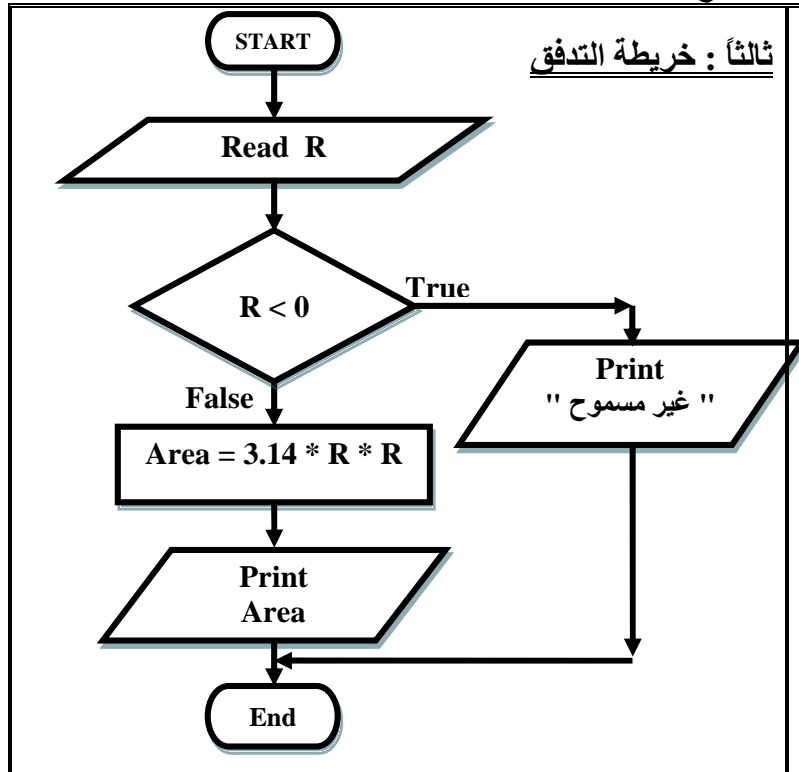 ثالثاً : خريطة التدفق
START
Read R
R < 0
True
Print
" غير مسموح "
False
Area = 3.14 * R * R
Print
Area
End